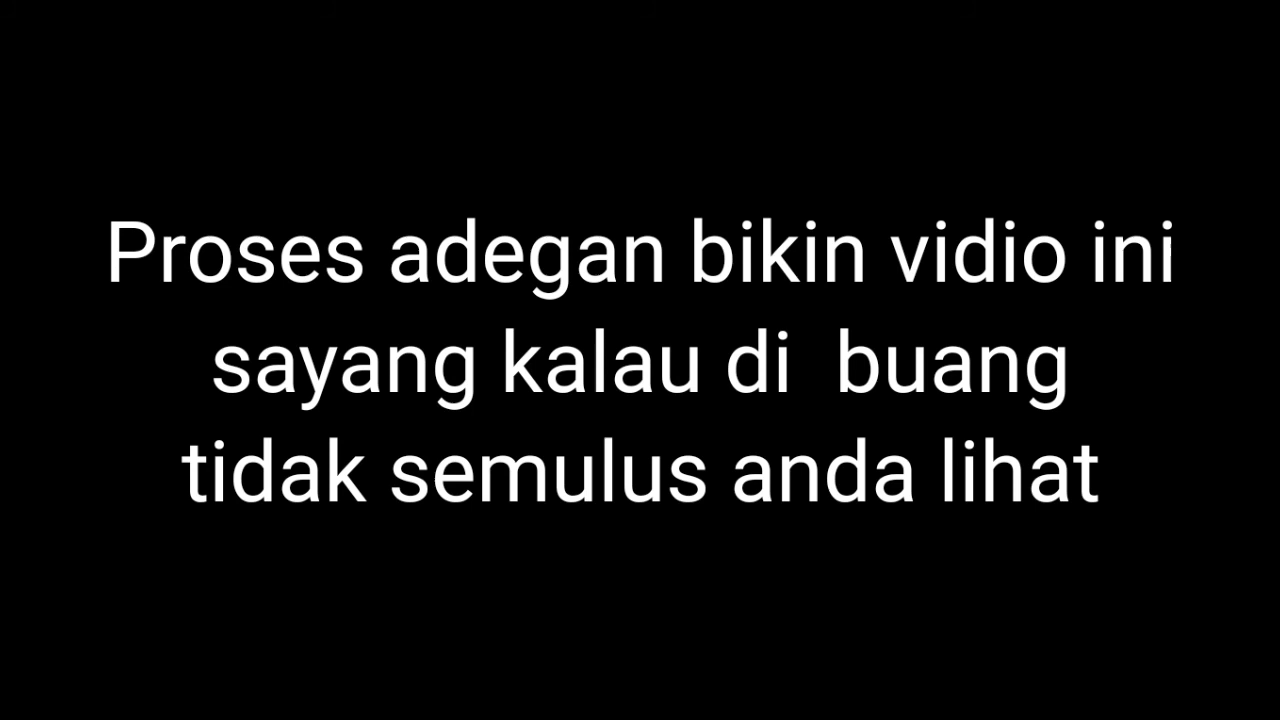 Proses adegan bikin vidio ini
sayang kalau di  buang
tidak semulus anda lihat